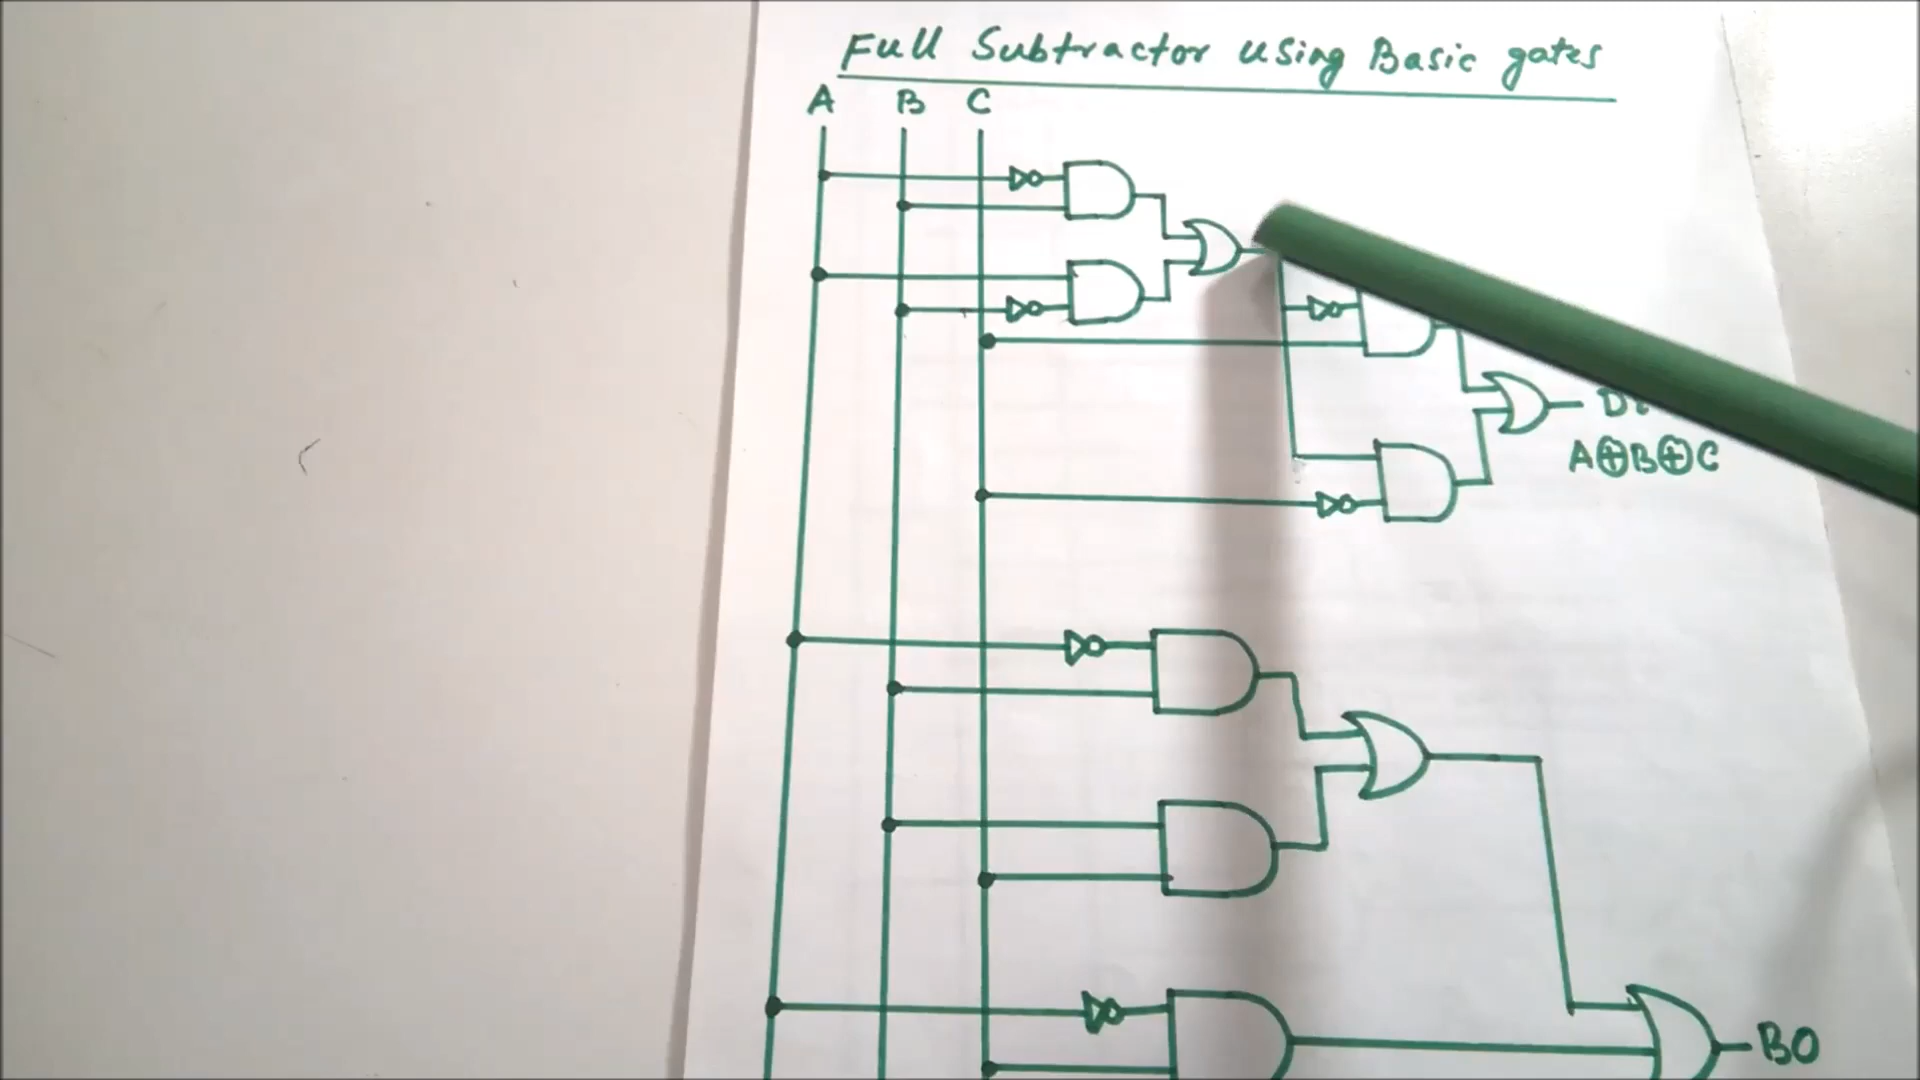 Full Subtractor using Basic gates
A B C
A⊕B⊕C
BO